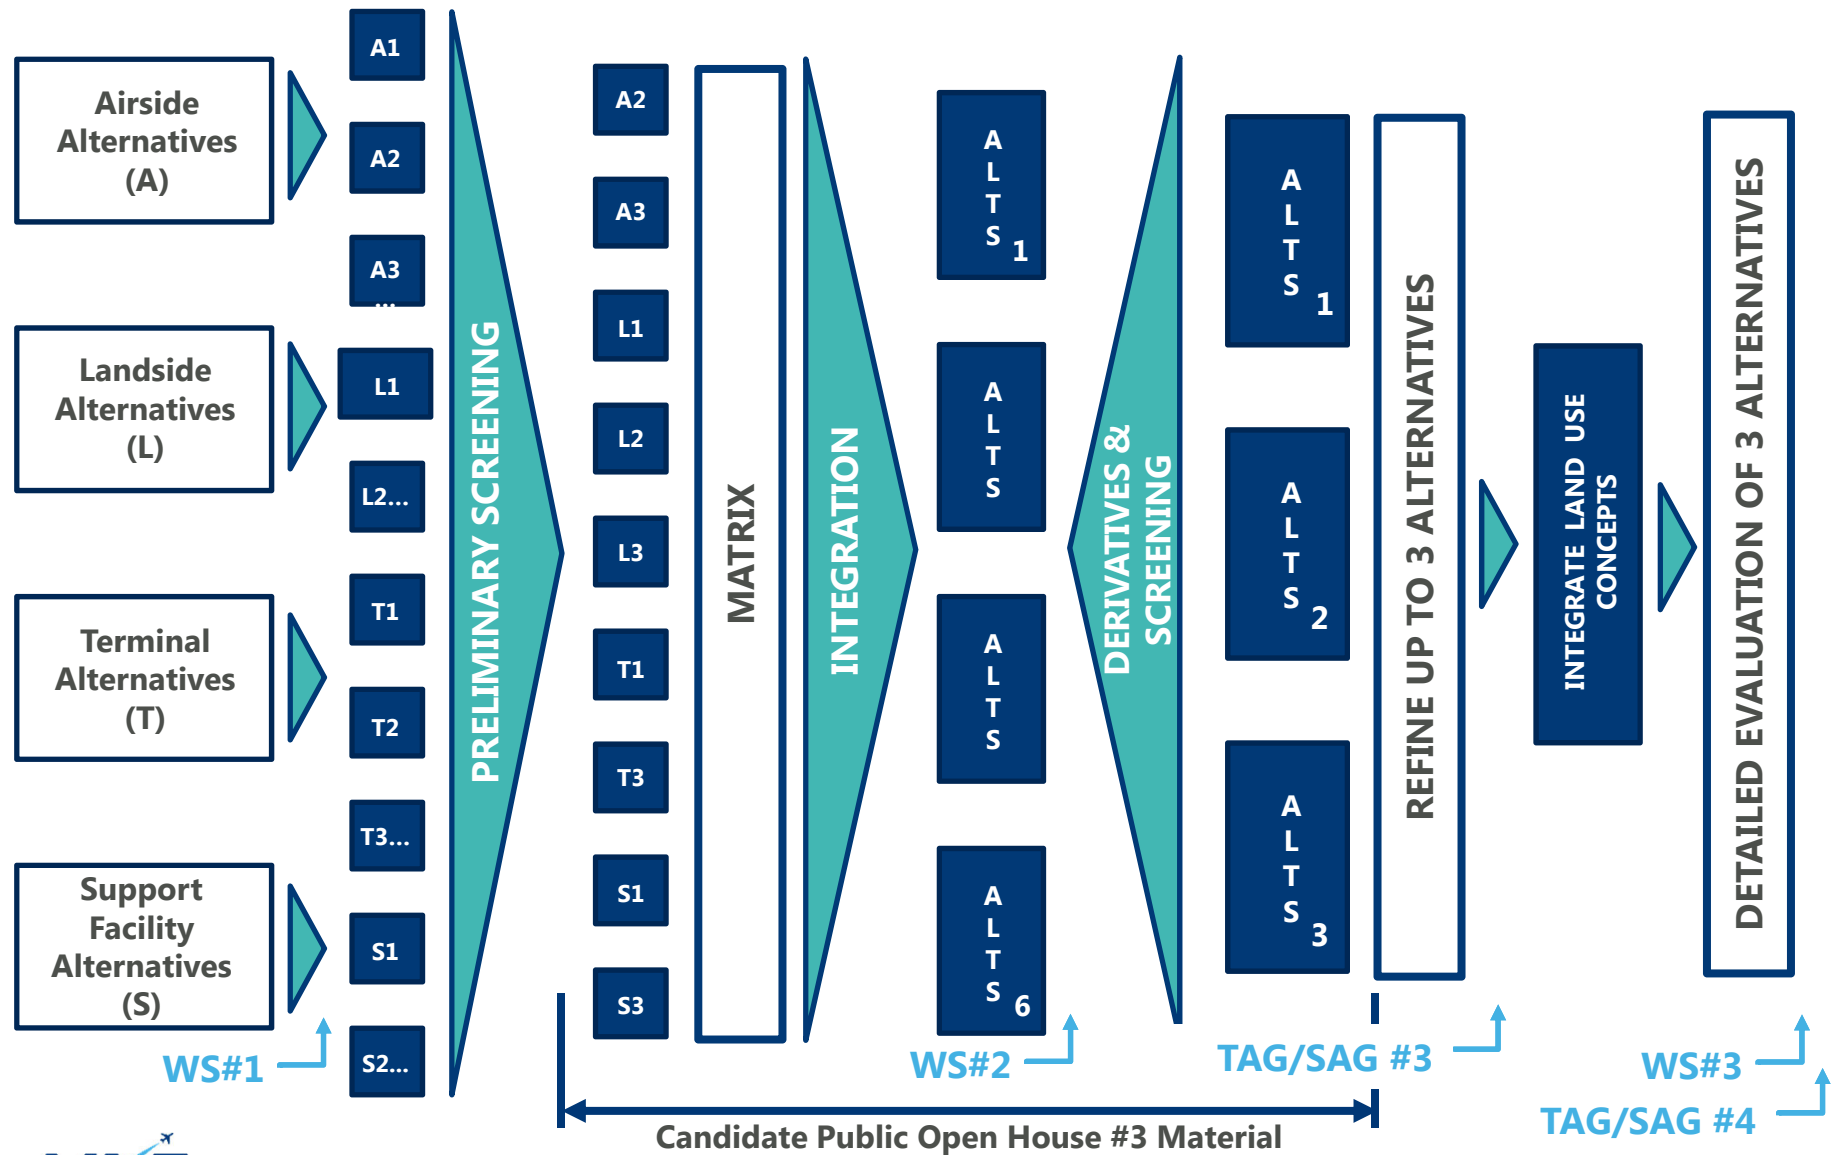 Airside
Alternatives
(A)
Landside
Alternatives
(L)
Terminal
Alternatives
(T)
Support
Facility
Alternatives
(S)
WS#1
A1
A2
A3
...
L1
L2...
T1
T2
T3...
S1
S2...
PRELIMINARY SCREENING
A2
A3
L1
L2
L3
T1
T3
S1
S3
MATRIX
INTEGRATION
ALTS 1
ALTS
ALTS
ALTS 6
WS#2
DERIVATIVES &
SCREENING
ALTS 1
ALTS 2
ALTS 3
REFINE UP TO 3 ALTERNATIVES
TAG/SAG #3
INTEGRATE LAND USE
CONCEPTS
DETAILED EVALUATION OF 3 ALTERNATIVES
WS#3
TAG/SAG #4
Candidate Public Open House #3 Material